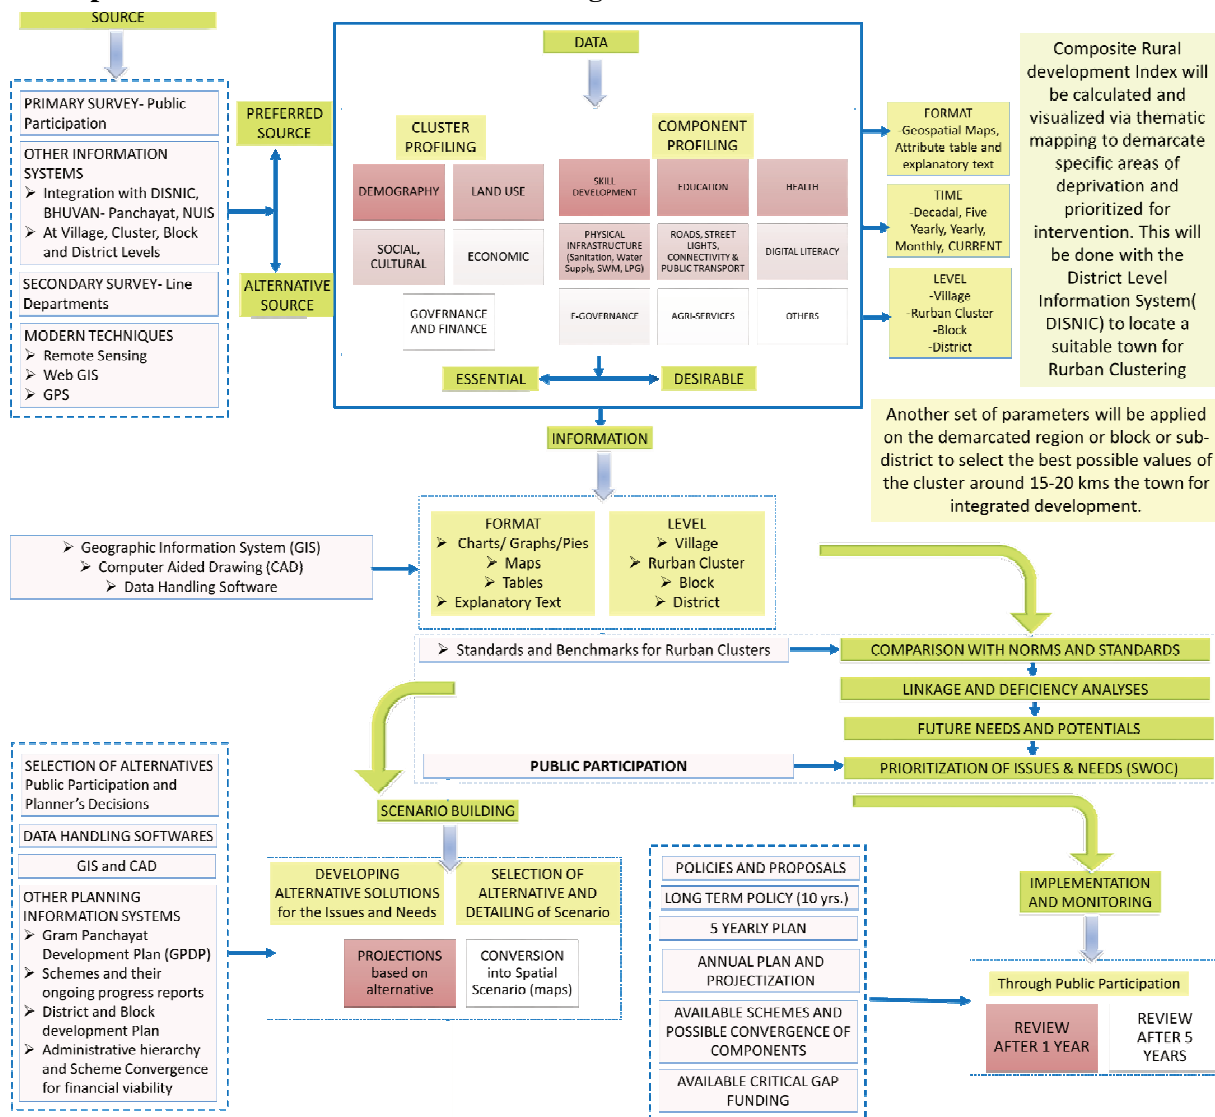 SOURCE
PRIMARY SURVEY- Public
Participation
OTHER INFORMATION
SYSTEMS
➢ Integration with DISNIC,
BHUVAN- Panchayat, NUIS
➢ At Village, Cluster, Block
and District Levels
SECONDARY SURVEY- Line
Departments
MODERN TECHNIQUES
➢ Remote Sensing
➢ Web GIS
➢ GPS
PREFERRED
SOURCE
ALTERNATIVE
SOURCE
DATA
CLUSTER
PROFILING
DEMOGRAPHY
LAND USE
SOCIAL,
CULTURAL
ECONOMIC
GOVERNANCE
AND FINANCE
COMPONENT
PROFILING
SKILL
DEVELOPMENT
EDUCATION
HEALTH
PHYSICAL
INFRASTRUCTURE
(Sanitation, Water
Supply, SWM, LPG)
ROADS, STREET
LIGHTS,
CONNECTIVITY &
PUBLIC TRANSPORT
DIGITAL LITERACY
E-GOVERNANCE
AGRI-SERVICES
OTHERS
ESSENTIAL
DESIRABLE
FORMAT
-Geospatial Maps,
Attribute table and
explanatory text
TIME
-Decadal, Five
Yearly, Yearly,
Monthly, CURRENT
LEVEL
-Village
-Rurban Cluster
-Block
-District
Composite Rural
development Index will
be calculated and
visualized via thematic
mapping to demarcate
specific areas of
deprivation and
prioritized for
intervention. This will
be done with the
District Level
Information System(
DISNIC) to locate a
suitable town for
Rurban Clustering
Another set of parameters will be applied
on the demarcated region or block or sub-
district to select the best possible values of
the cluster around 15-20 kms the town for
integrated development.
INFORMATION
➢ Geographic Information System (GIS)
➢ Computer Aided Drawing (CAD)
➢ Data Handling Software
FORMAT
➢ Charts/ Graphs/Pies
➢ Maps
➢ Tables
➢ Explanatory Text
LEVEL
➢ Village
➢ Rurban Cluster
➢ Block
➢ District
➢ Standards and Benchmarks for Rurban Clusters
COMPARISON WITH NORMS AND STANDARDS
LINKAGE AND DEFICIENCY ANALYSES
FUTURE NEEDS AND POTENTIALS
PUBLIC PARTICIPATION
PRIORITIZATION OF ISSUES & NEEDS (SWOC)
SELECTION OF ALTERNATIVES
Public Participation and
Planner's Decisions
DATA HANDLING SOFTWARES
GIS and CAD
OTHER PLANNING
INFORMATION SYSTEMS
➢ Gram Panchayat
Development Plan (GPDP)
➢ Schemes and their
ongoing progress reports
➢ District and Block
development Plan
➢ Administrative hierarchy
and Scheme Convergence
for financial viability
SCENARIO BUILDING
DEVELOPING
ALTERNATIVE SOLUTIONS
for the Issues and Needs
SELECTION OF
ALTERNATIVE AND
DETAILING of Scenario
PROJECTIONS
based on
alternative
CONVERSION
into Spatial
Scenario (maps)
POLICIES AND PROPOSALS
LONG TERM POLICY (10 yrs.)
5 YEARLY PLAN
ANNUAL PLAN AND
PROJECTIZATION
AVAILABLE SCHEMES AND
POSSIBLE CONVERGENCE OF
COMPONENTS
AVAILABLE CRITICAL GAP
FUNDING
IMPLEMENTATION
AND MONITORING
Through Public Participation
REVIEW
AFTER 1 YEAR
REVIEW
AFTER 5
YEARS